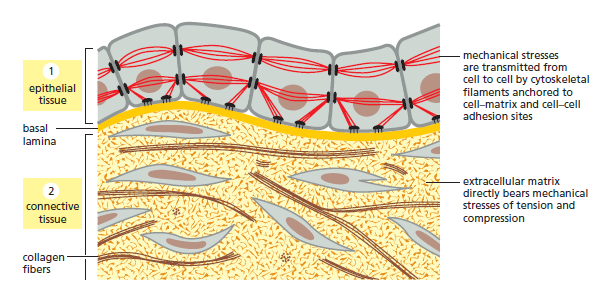 1
epithelial
tissue
basal
lamina
2
connective
tissue
collagen
fibers
mechanical stresses
are transmitted from
cell to cell by cytoskeletal
filaments anchored to
cell–matrix and cell–cell
adhesion sites
extracellular matrix
directly bears mechanical
stresses of tension and
compression